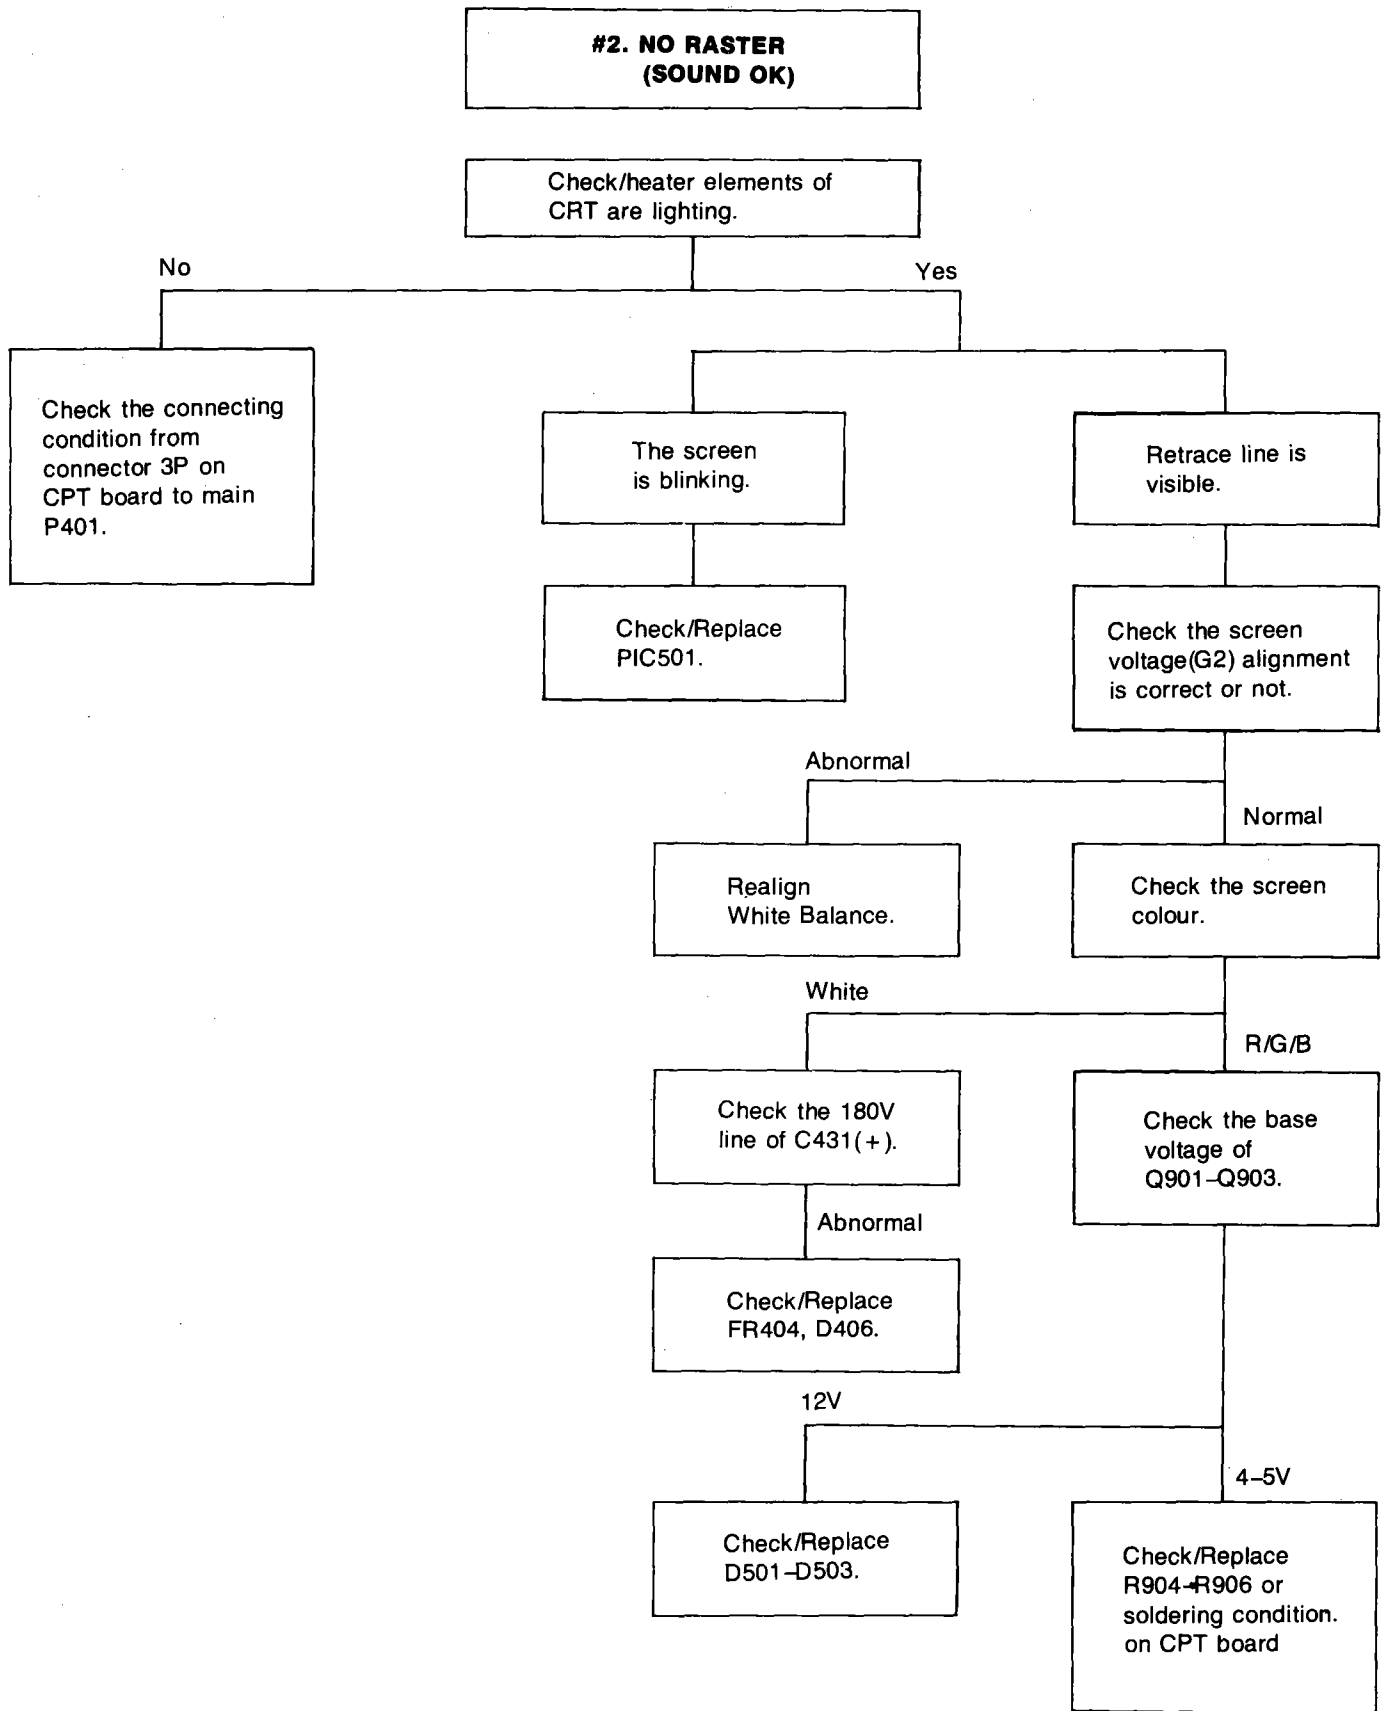 #2. NO RASTER
(SOUND OK)
Check/heater elements of
CRT are lighting.
No
Yes
Check the connecting
condition from
connector 3P on
CPT board to main
P401.
The screen
is blinking.
Retrace line is
visible.
Check/Replace
PIC501.
Check the screen
voltage(G2) alignment
is correct or not.
Abnormal
Normal
Realign
White Balance.
Check the screen
colour.
White
R/G/B
Check the 180V
line of C431(+).
Check the base
voltage of
Q901–Q903.
Abnormal
Check/Replace
FR404, D406.
12V
4–5V
Check/Replace
D501–D503.
Check/Replace
R904–R906 or
soldering condition.
on CPT board